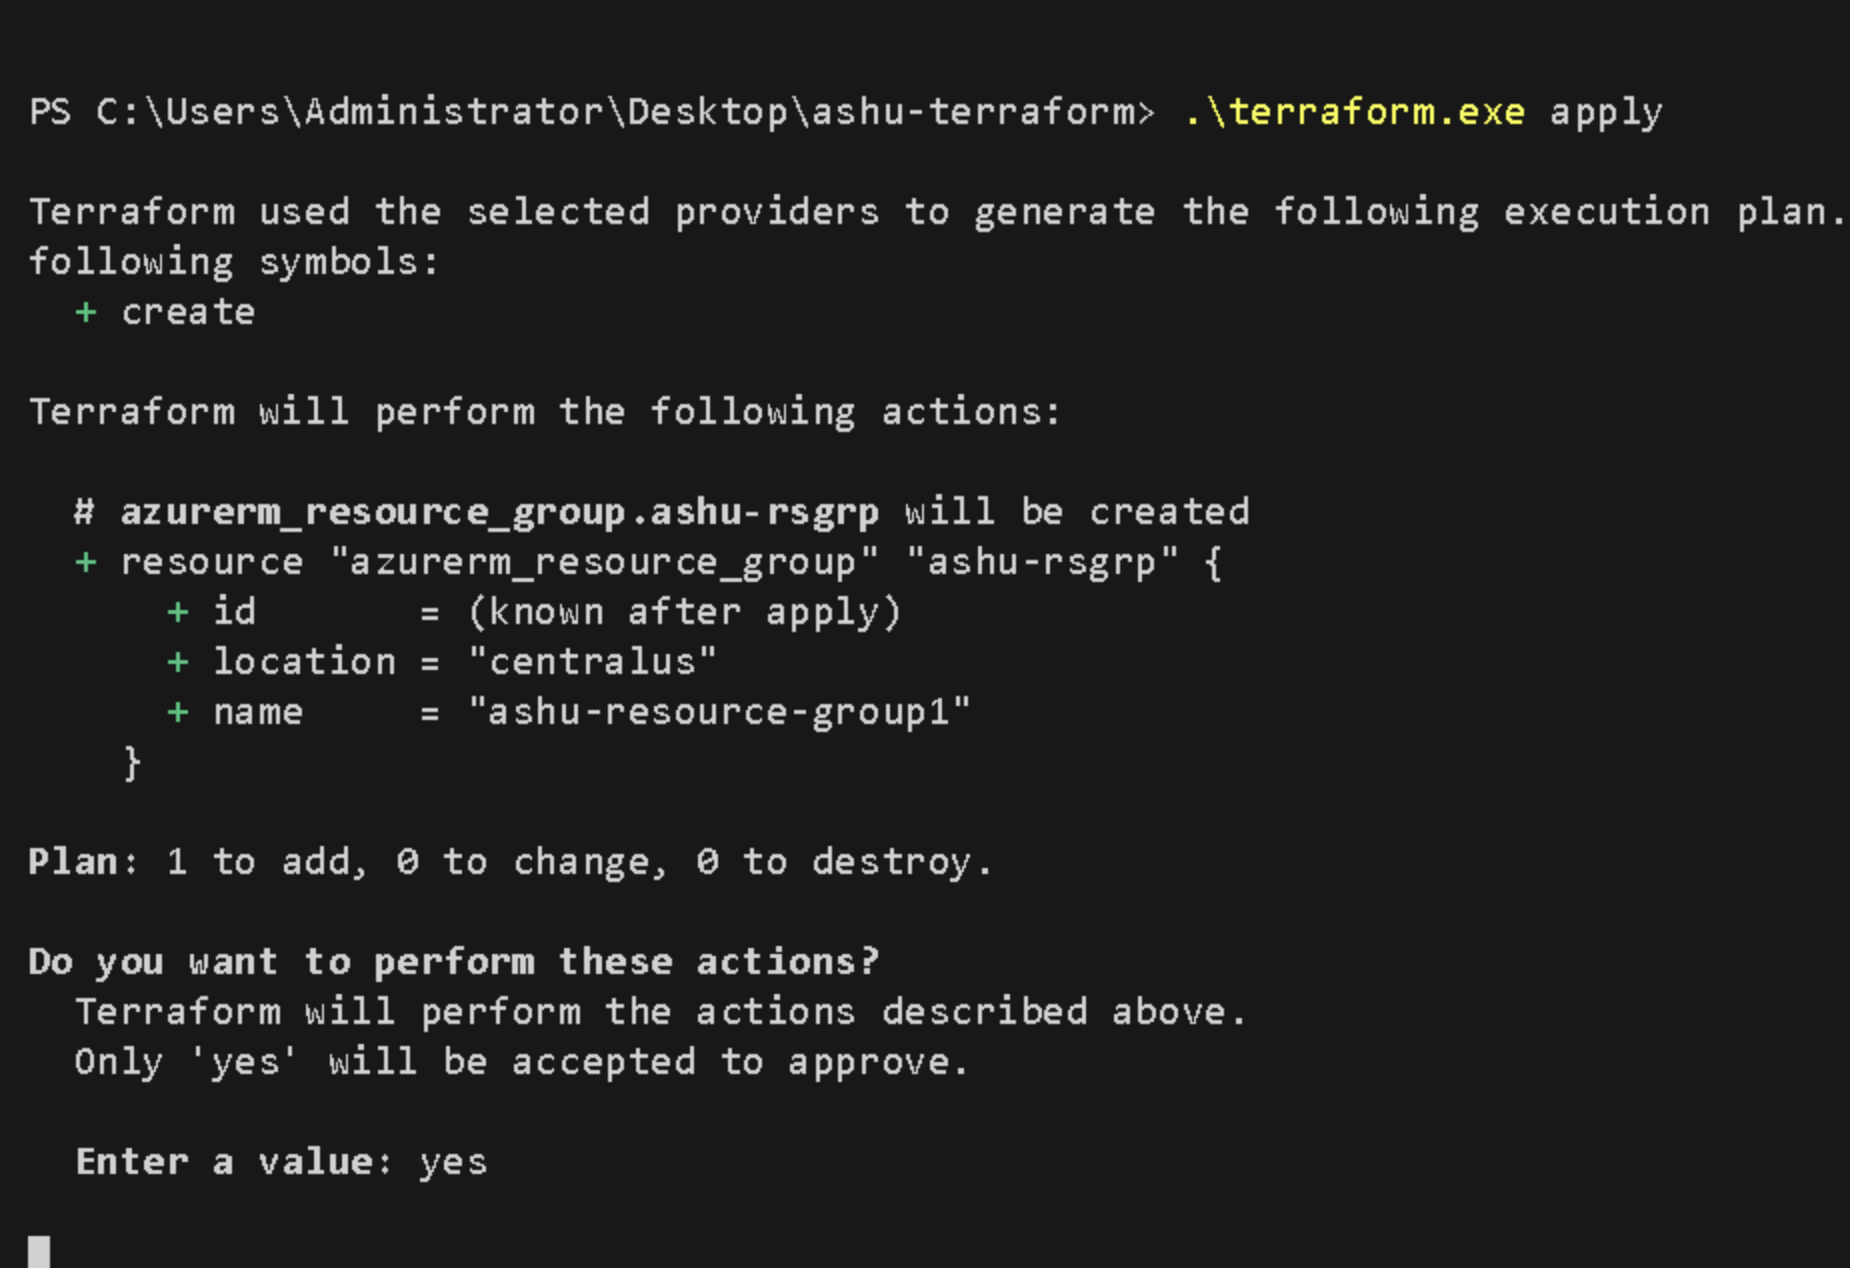 PS C:\Users\Administrator\Desktop\ashu-terraform> .\terraform.exe apply
Terraform used the selected providers to generate the following execution plan.
following symbols:
  + create
Terraform will perform the following actions:
  # azurerm_resource_group.ashu-rsgrp will be created
  + resource "azurerm_resource_group" "ashu-rsgrp" {
      + id       = (known after apply)
      + location = "centralus"
      + name     = "ashu-resource-group1"
    }
Plan: 1 to add, 0 to change, 0 to destroy.
Do you want to perform these actions?
  Terraform will perform the actions described above.
  Only 'yes' will be accepted to approve.
  Enter a value: yes